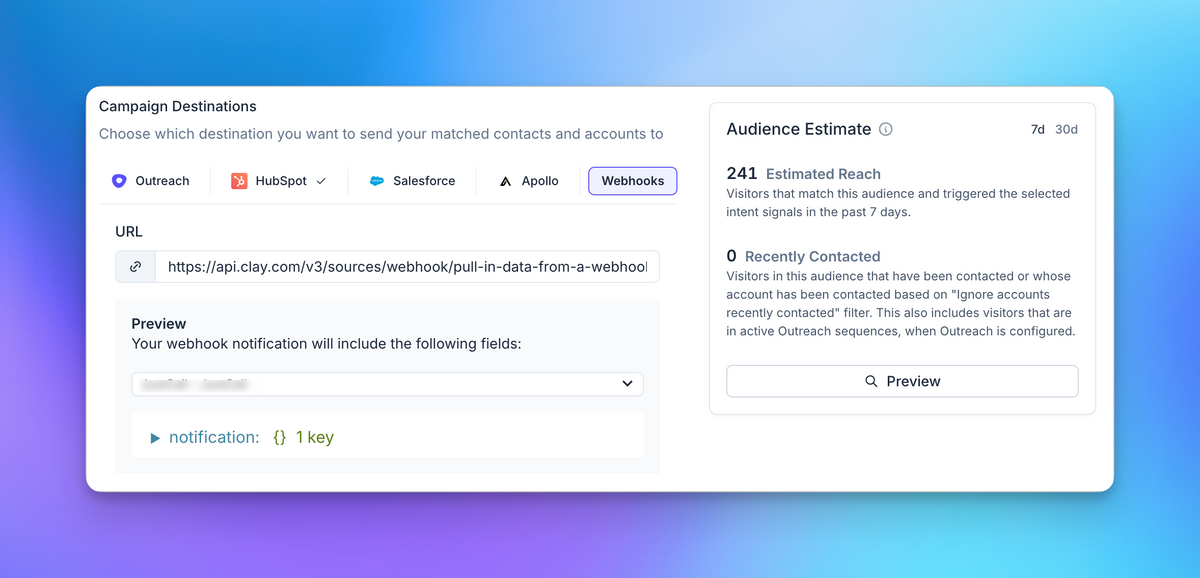 Campaign Destinations
Choose which destination you want to send your matched contacts and accounts to
Outreach HubSpot Salesforce Apollo Webhooks
URL
https://api.clay.com/v3/sources/webhook/pull-in-data-from-a-webhool
Preview
Your webhook notification will include the following fields:
notification: {} 1 key
Audience Estimate 7d 30d
241 Estimated Reach
Visitors that match this audience and triggered the selected
intent signals in the past 7 days.
0 Recently Contacted
Visitors in this audience that have been contacted or whose
account has been contacted based on "Ignore accounts
recently contacted" filter. This also includes visitors that are
in active Outreach sequences, when Outreach is configured.
Preview